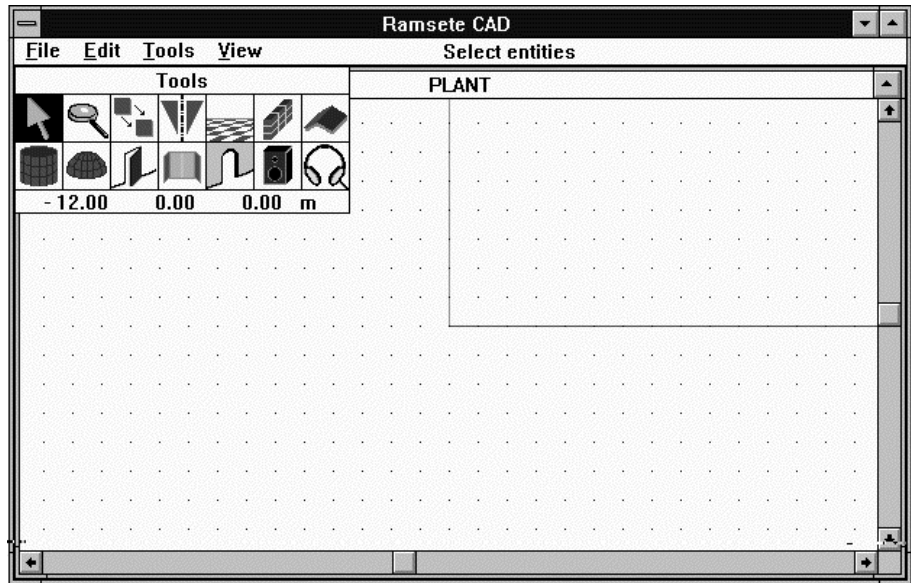 Ramsete CAD
File Edit Tools View Select entities
Tools
PLANT
-12.00 0.00 0.00 m